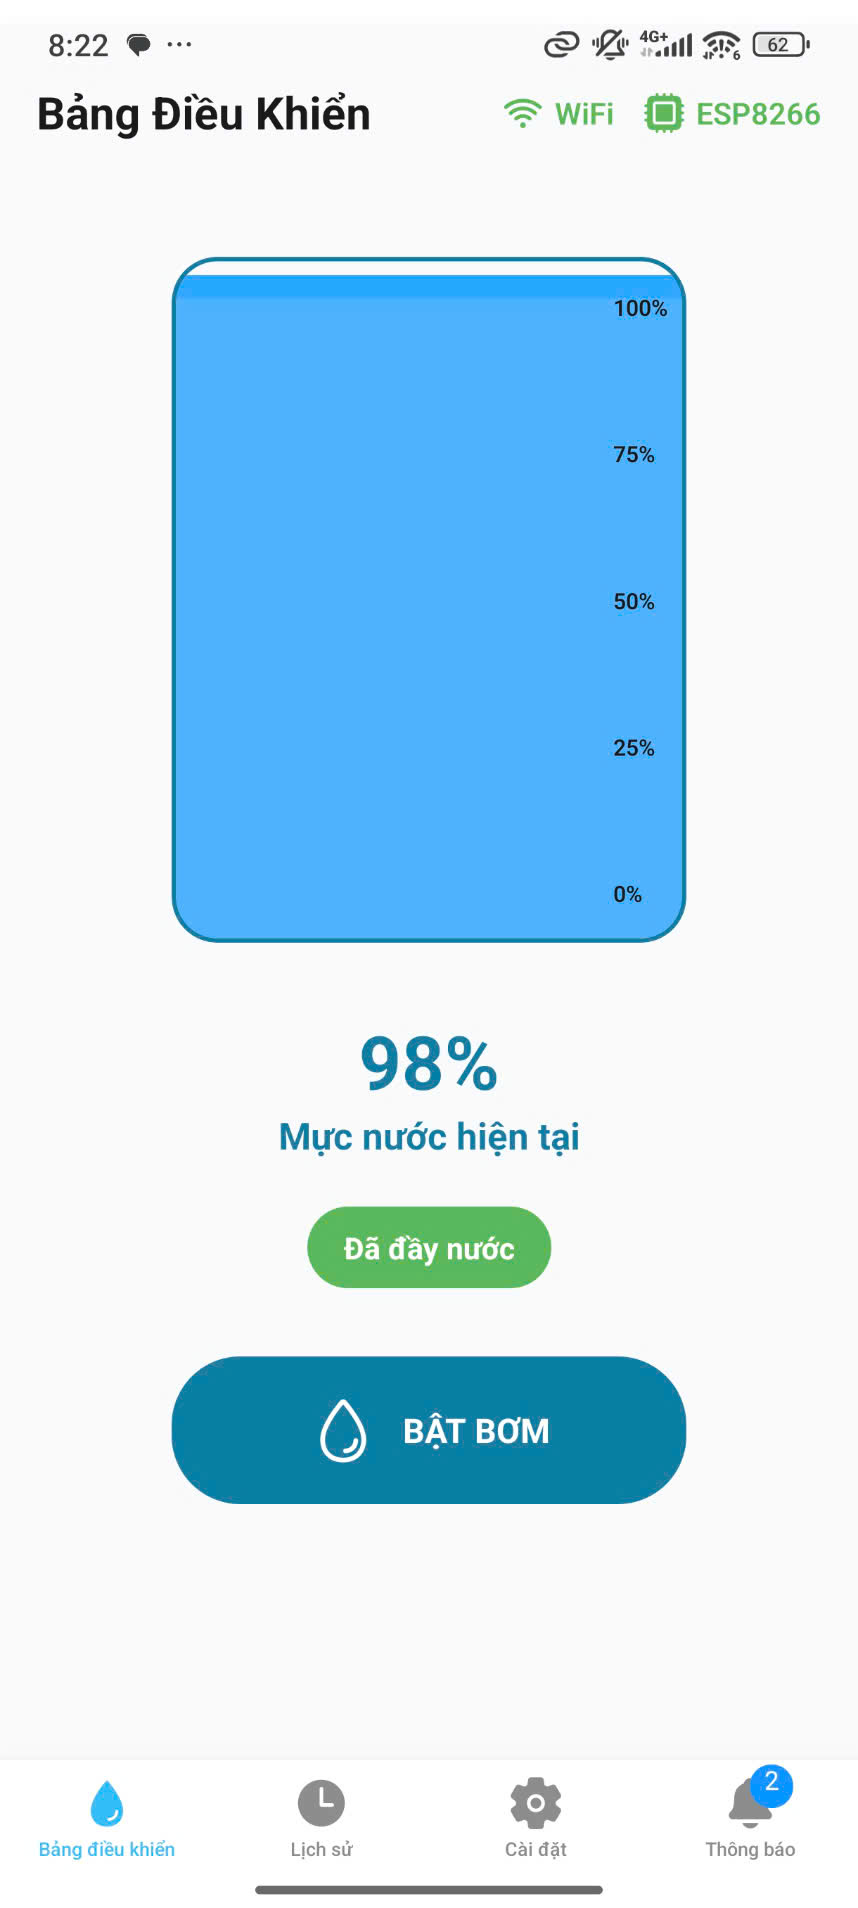 8:22 ... 4G+ 6 62
Bảng Điều Khiển WiFi ESP8266
100%
75%
50%
25%
0%
98%
Mực nước hiện tại
Đã đầy nước
BẬT BƠM
2
Bảng điều khiển Lịch sử Cài đặt Thông báo